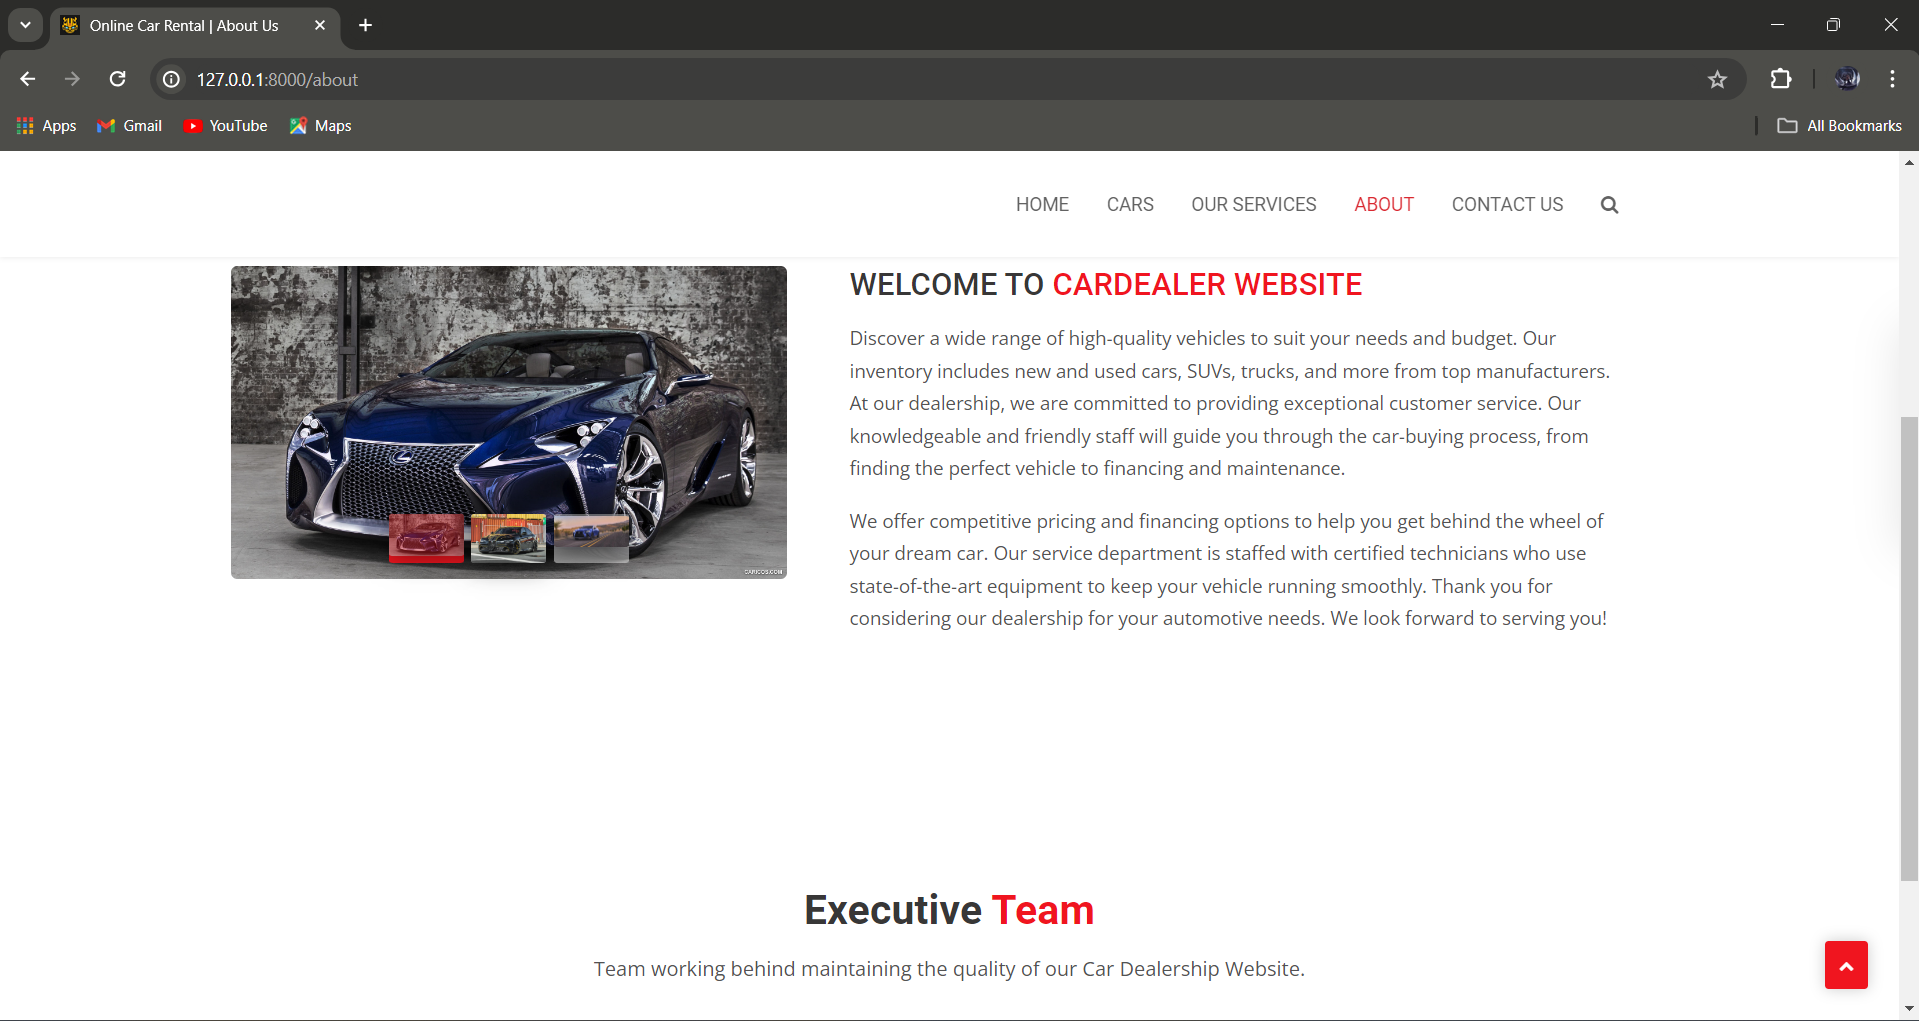 Online Car Rental | About Us
127.0.0.1:8000/about
Apps
Gmail
YouTube
Maps
All Bookmarks
HOME
CARS
OUR SERVICES
ABOUT
CONTACT US
WELCOME TO CARDEALER WEBSITE
Discover a wide range of high-quality vehicles to suit your needs and budget. Our
inventory includes new and used cars, SUVs, trucks, and more from top manufacturers.
At our dealership, we are committed to providing exceptional customer service. Our
knowledgeable and friendly staff will guide you through the car-buying process, from
finding the perfect vehicle to financing and maintenance.
We offer competitive pricing and financing options to help you get behind the wheel of
your dream car. Our service department is staffed with certified technicians who use
state-of-the-art equipment to keep your vehicle running smoothly. Thank you for
considering our dealership for your automotive needs. We look forward to serving you!
CARICOS.COM
Executive Team
Team working behind maintaining the quality of our Car Dealership Website.